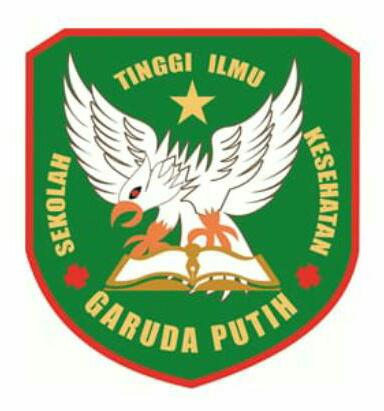 SEKOLAH
TINGGI ILMU
KESEHATAN
GARUDA PUTIH